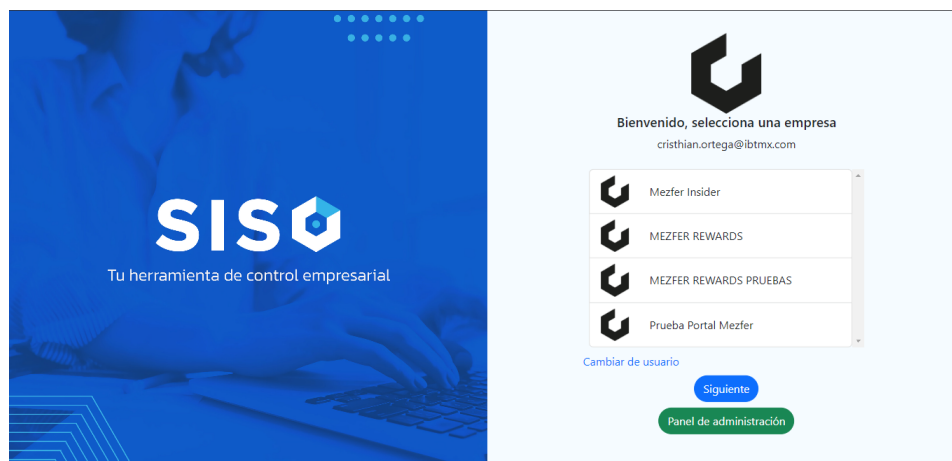 SISO
Tu herramienta de control empresarial
Bienvenido, selecciona una empresa
cristhian.ortega@ibtmx.com
Mezfer Insider
MEZFER REWARDS
MEZFER REWARDS PRUEBAS
Prueba Portal Mezfer
Cambiar de usuario
Siguiente
Panel de administración